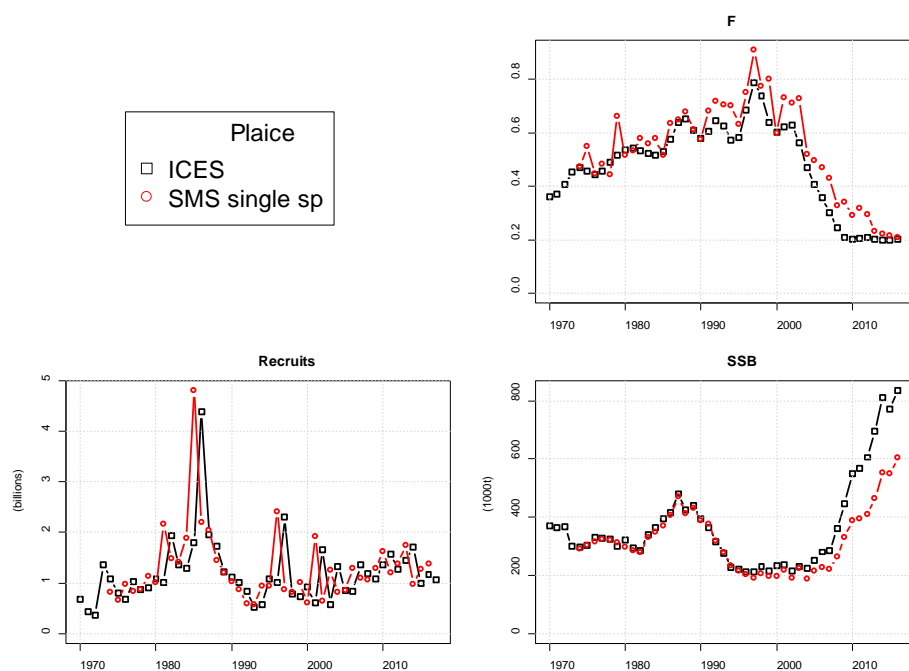 F
Plaice
ICES
SMS single sp
0.0 0.2 0.4 0.6 0.8
1970 1980 1990 2000 2010
Recruits
(billions)
0 1 2 3 4 5
1970 1980 1990 2000 2010
SSB
(1000t)
0 200 400 600 800
1970 1980 1990 2000 2010